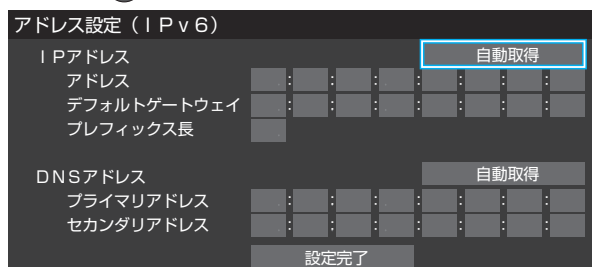 アドレス設定（ＩＰｖ６）
ＩＰアドレス 自動取得
アドレス : : : : : : :
デフォルトゲートウェイ : : : : : : :
プレフィックス長
ＤＮＳアドレス 自動取得
プライマリアドレス : : : : : : :
セカンダリアドレス : : : : : : :
設定完了